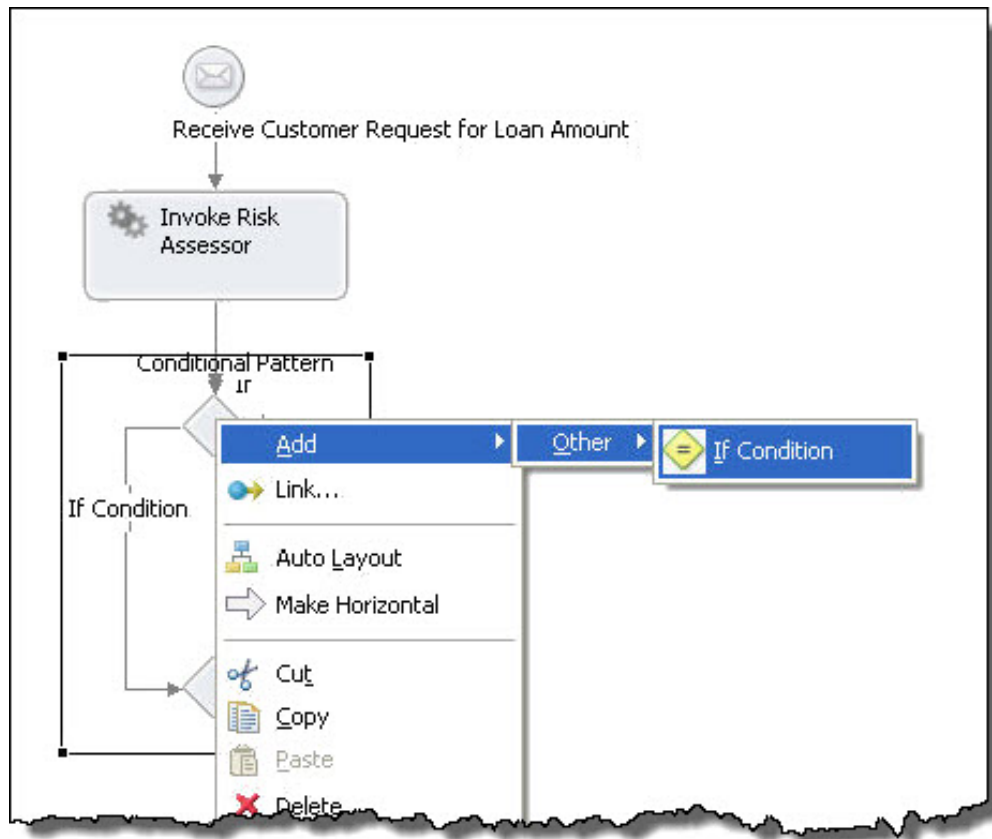 Receive Customer Request for Loan Amount
Invoke Risk
Assessor
Conditional Pattern
If
Add
Other
If Condition
Link...
If Condition
Auto Layout
Make Horizontal
Cut
Copy
Paste
Delete